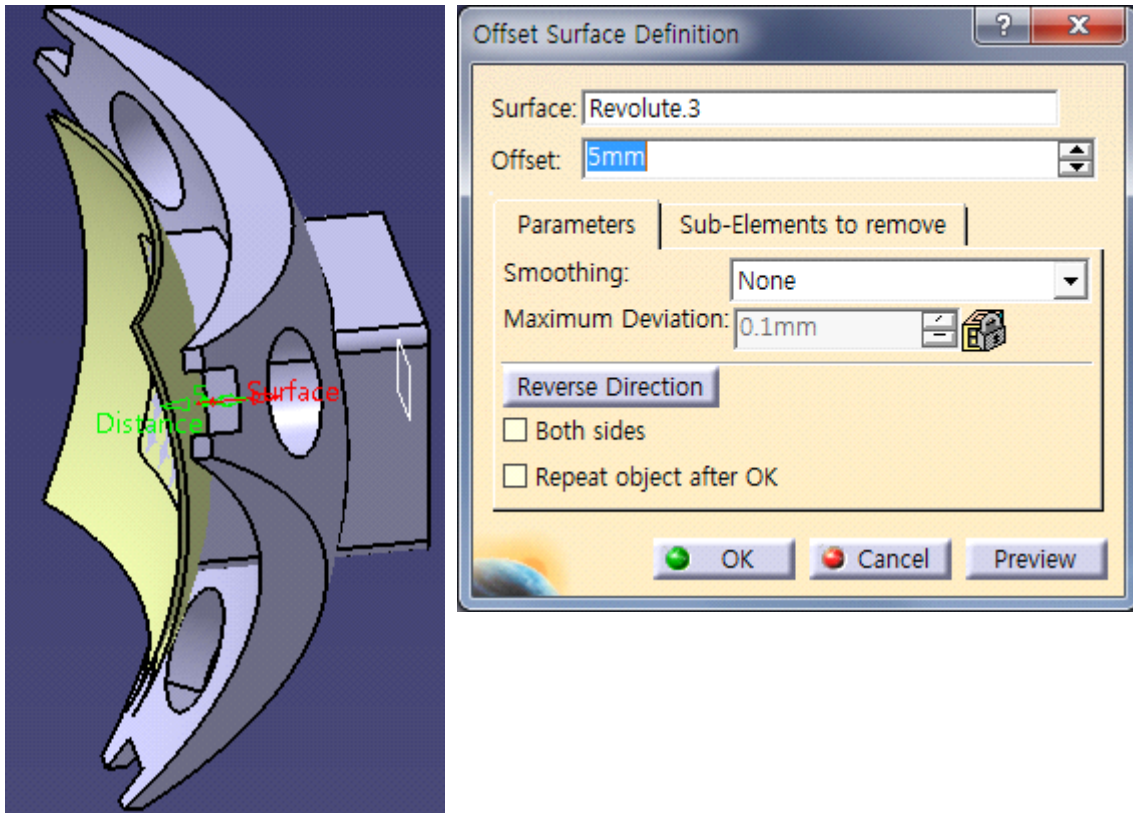 Surface
5
Distance
Offset Surface Definition
Surface: Revolute.3
Offset: 5mm
Parameters Sub-Elements to remove
Smoothing: None
Maximum Deviation: 0.1mm
Reverse Direction
Both sides
Repeat object after OK
OK Cancel Preview